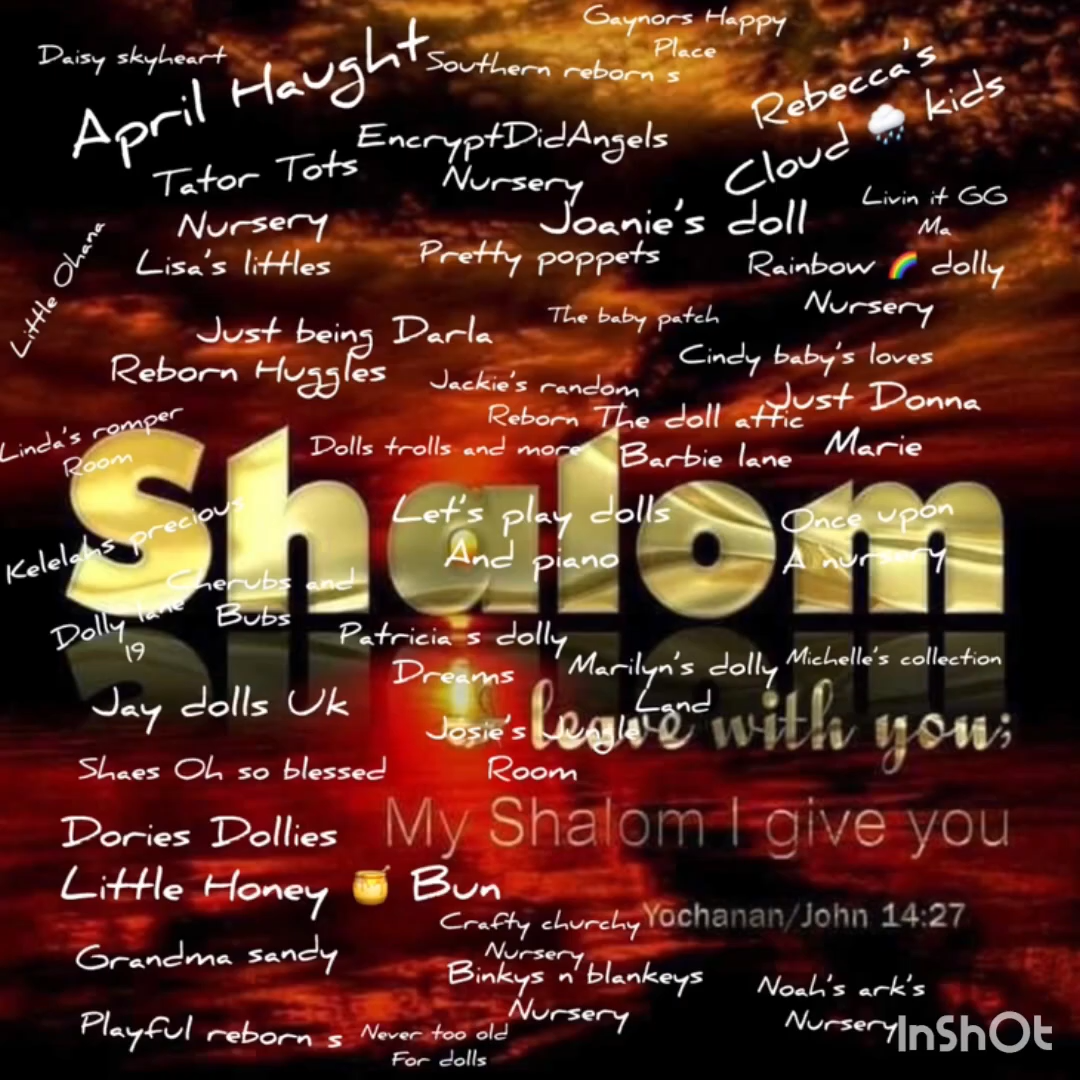 Gaynors Happy
Place
Daisy skyheart
April Haught
Southern reborn s
Rebecca's
Cloud 🌧️ kids
EncryptDidAngels
Nursery
Tator Tots
Nursery
Livin it GG
Ma
Joanie's doll
Little Ohana
Lisa's littles
Pretty poppets
Rainbow 🌈 dolly
Nursery
The baby patch
Just being Darla
Cindy baby's loves
Reborn Huggles
Jackie's random
Reborn
Just Donna
Marie
The doll attic
Linda's romper
Room
Dolls trolls and more
Barbie lane
Shalom
Let's play dolls
And piano
Once upon
A nursery
Kelelahs precious
Cherubs and
Bubs
Dolly lane
19
Patricia s dolly
Dreams
Marilyn's dolly
Land
Michelle's collection
Jay dolls Uk
I leave with you;
Josie's Jungle
Room
Shaes Oh so blessed
Dories Dollies
My Shalom I give you
Little Honey 🍯 Bun
Crafty churchy
Nursery
Yochanan/John 14:27
Grandma sandy
Binkys n' blankeys
Nursery
Noah's ark's
Nursery
Playful reborn s
Never too old
For dolls
InShOt